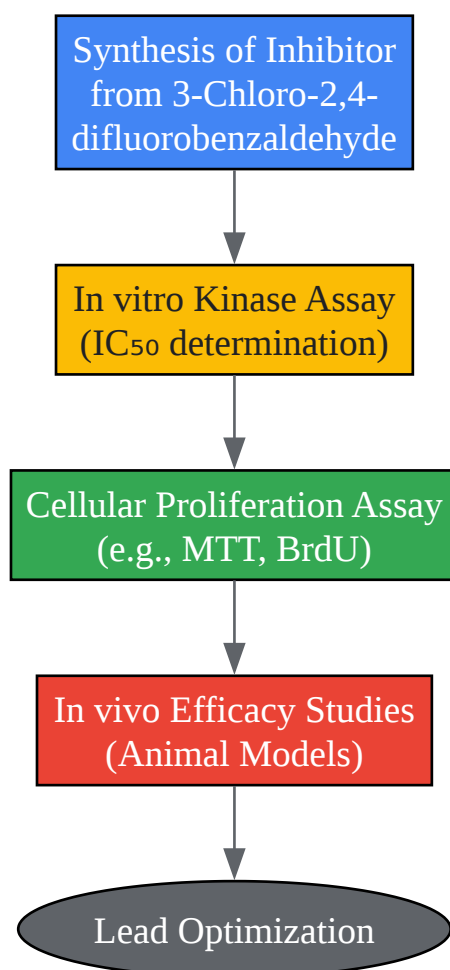 Synthesis of Inhibitor
from 3-Chloro-2,4-
difluorobenzaldehyde
In vitro Kinase Assay
(IC₅₀ determination)
Cellular Proliferation Assay
(e.g., MTT, BrdU)
In vivo Efficacy Studies
(Animal Models)
Lead Optimization